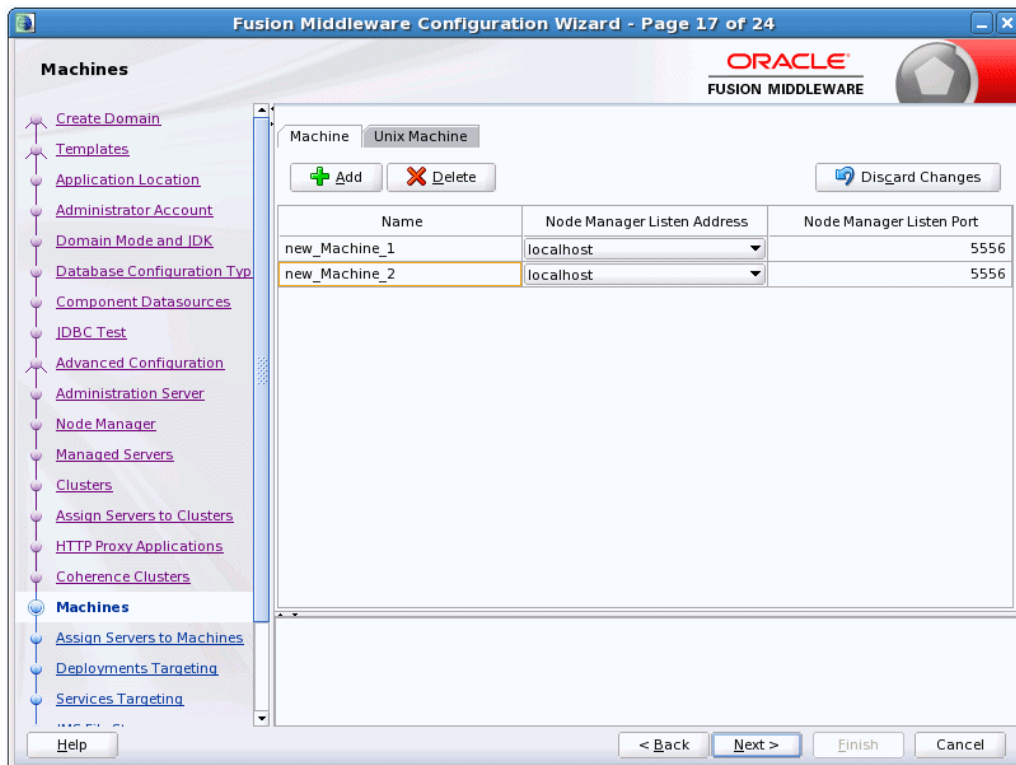 Fusion Middleware Configuration Wizard - Page 17 of 24
Machines
ORACLE
FUSION MIDDLEWARE
Create Domain
Templates
Application Location
Administrator Account
Domain Mode and JDK
Database Configuration Typ
Component Datasources
JDBC Test
Advanced Configuration
Administration Server
Node Manager
Managed Servers
Clusters
Assign Servers to Clusters
HTTP Proxy Applications
Coherence Clusters
Machines
Assign Servers to Machines
Deployments Targeting
Services Targeting
Machine Unix Machine
Add Delete Discard Changes
Name Node Manager Listen Address Node Manager Listen Port
new_Machine_1 localhost 5556
new_Machine_2 localhost 5556
Help < Back Next > Finish Cancel